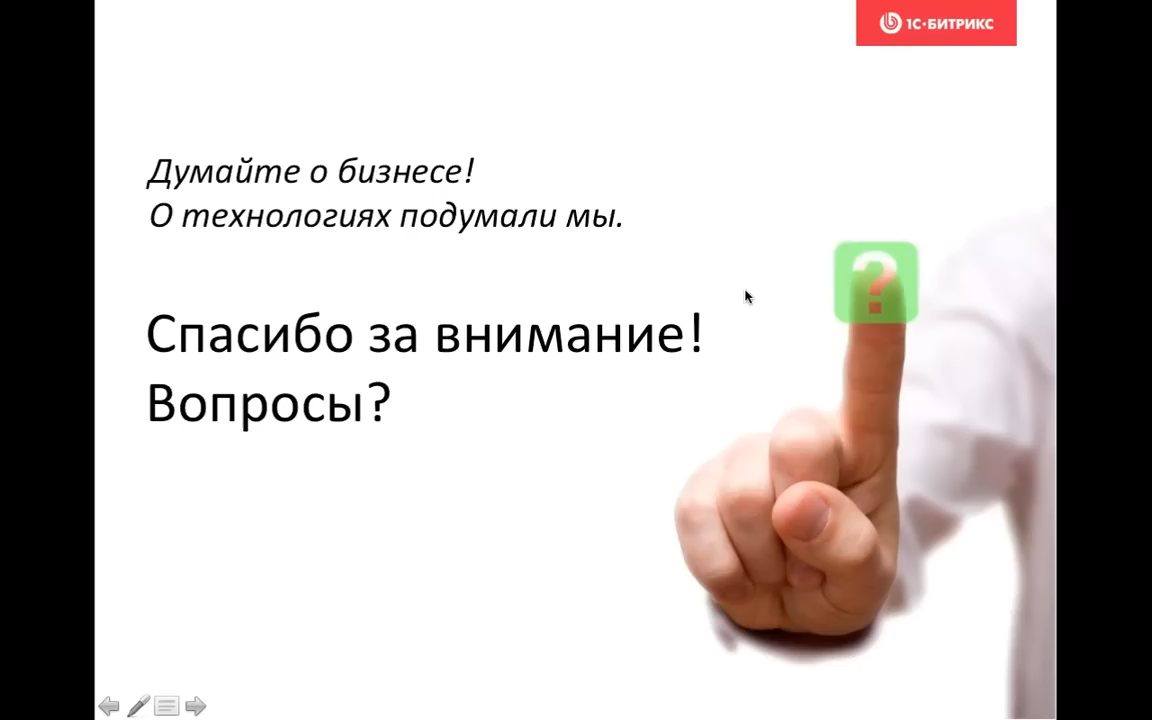 1С-БИТРИКС
Думайте о бизнесе!
О технологиях подумали мы.
?
Спасибо за внимание!
Вопросы?